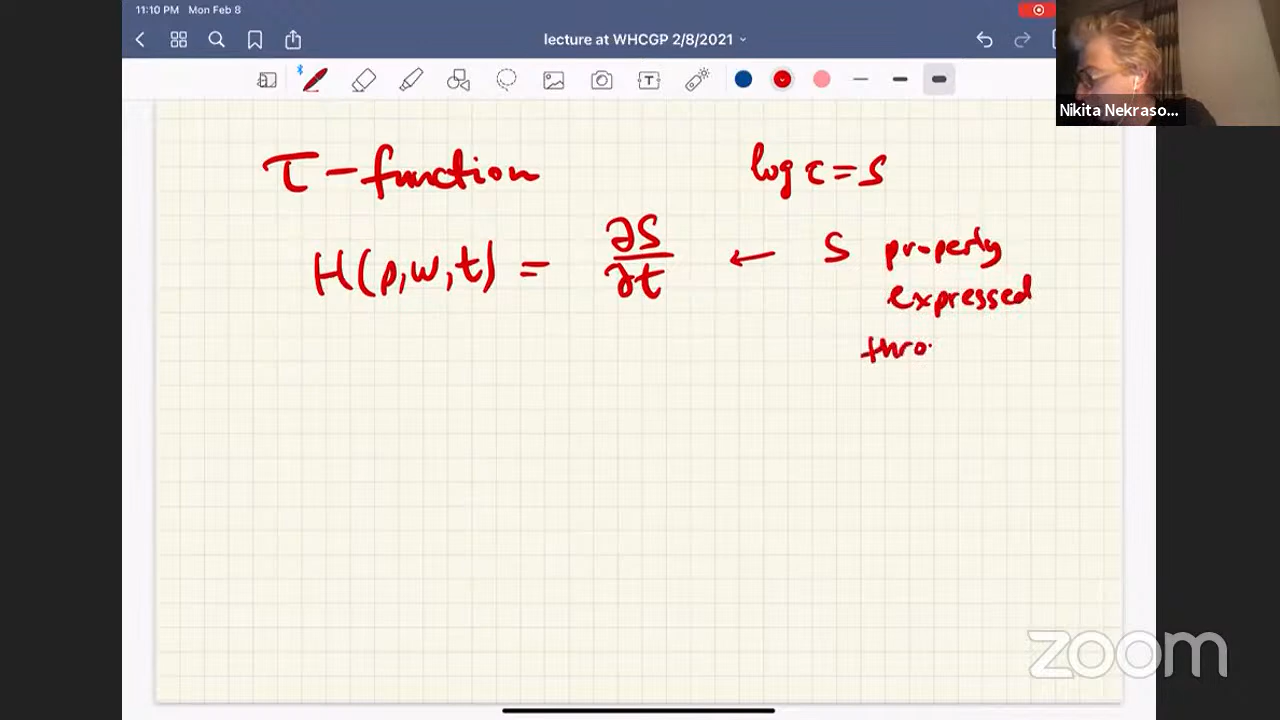 11:10 PM Mon Feb 8
lecture at WHCGP 2/8/2021
T
Nikita Nekraso...
τ-function
log τ = S
H(p,w,t) = ∂S/∂t ← S properly
expressed
thro
zoom